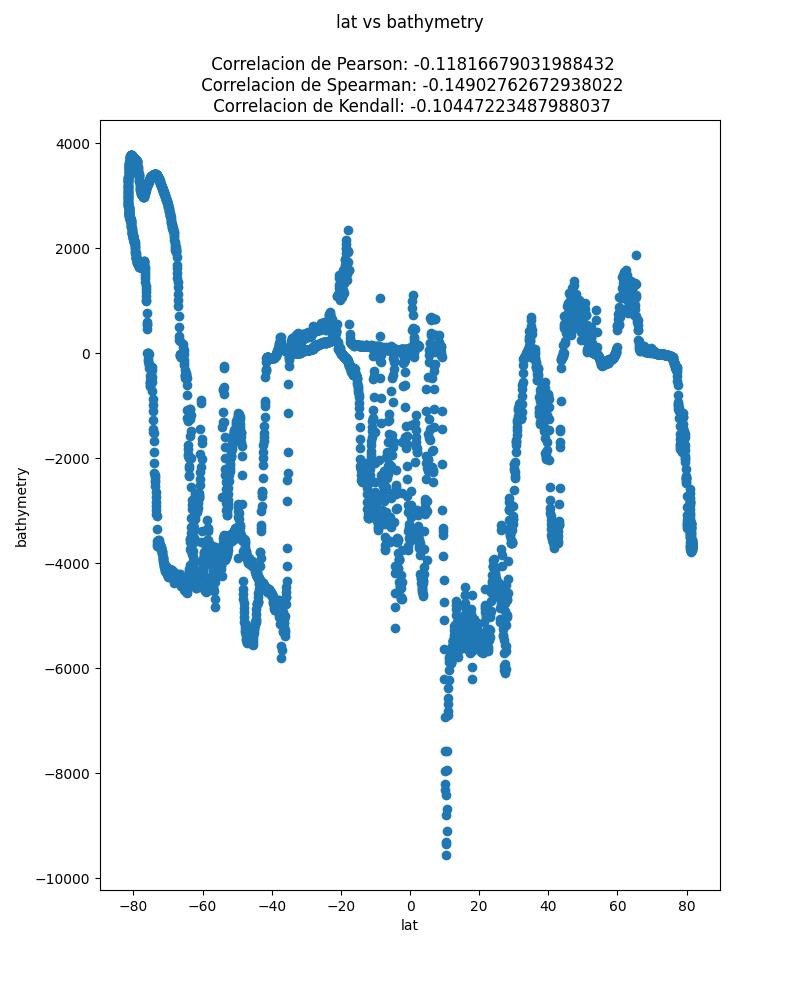 lat vs bathymetry
Correlacion de Pearson: -0.11816679031988432
Correlacion de Spearman: -0.14902762672938022
Correlacion de Kendall: -0.10447223487988037
4000
2000
0
−2000
−4000
−6000
−8000
−10000
bathymetry
−80 −60 −40 −20 0 20 40 60 80
lat